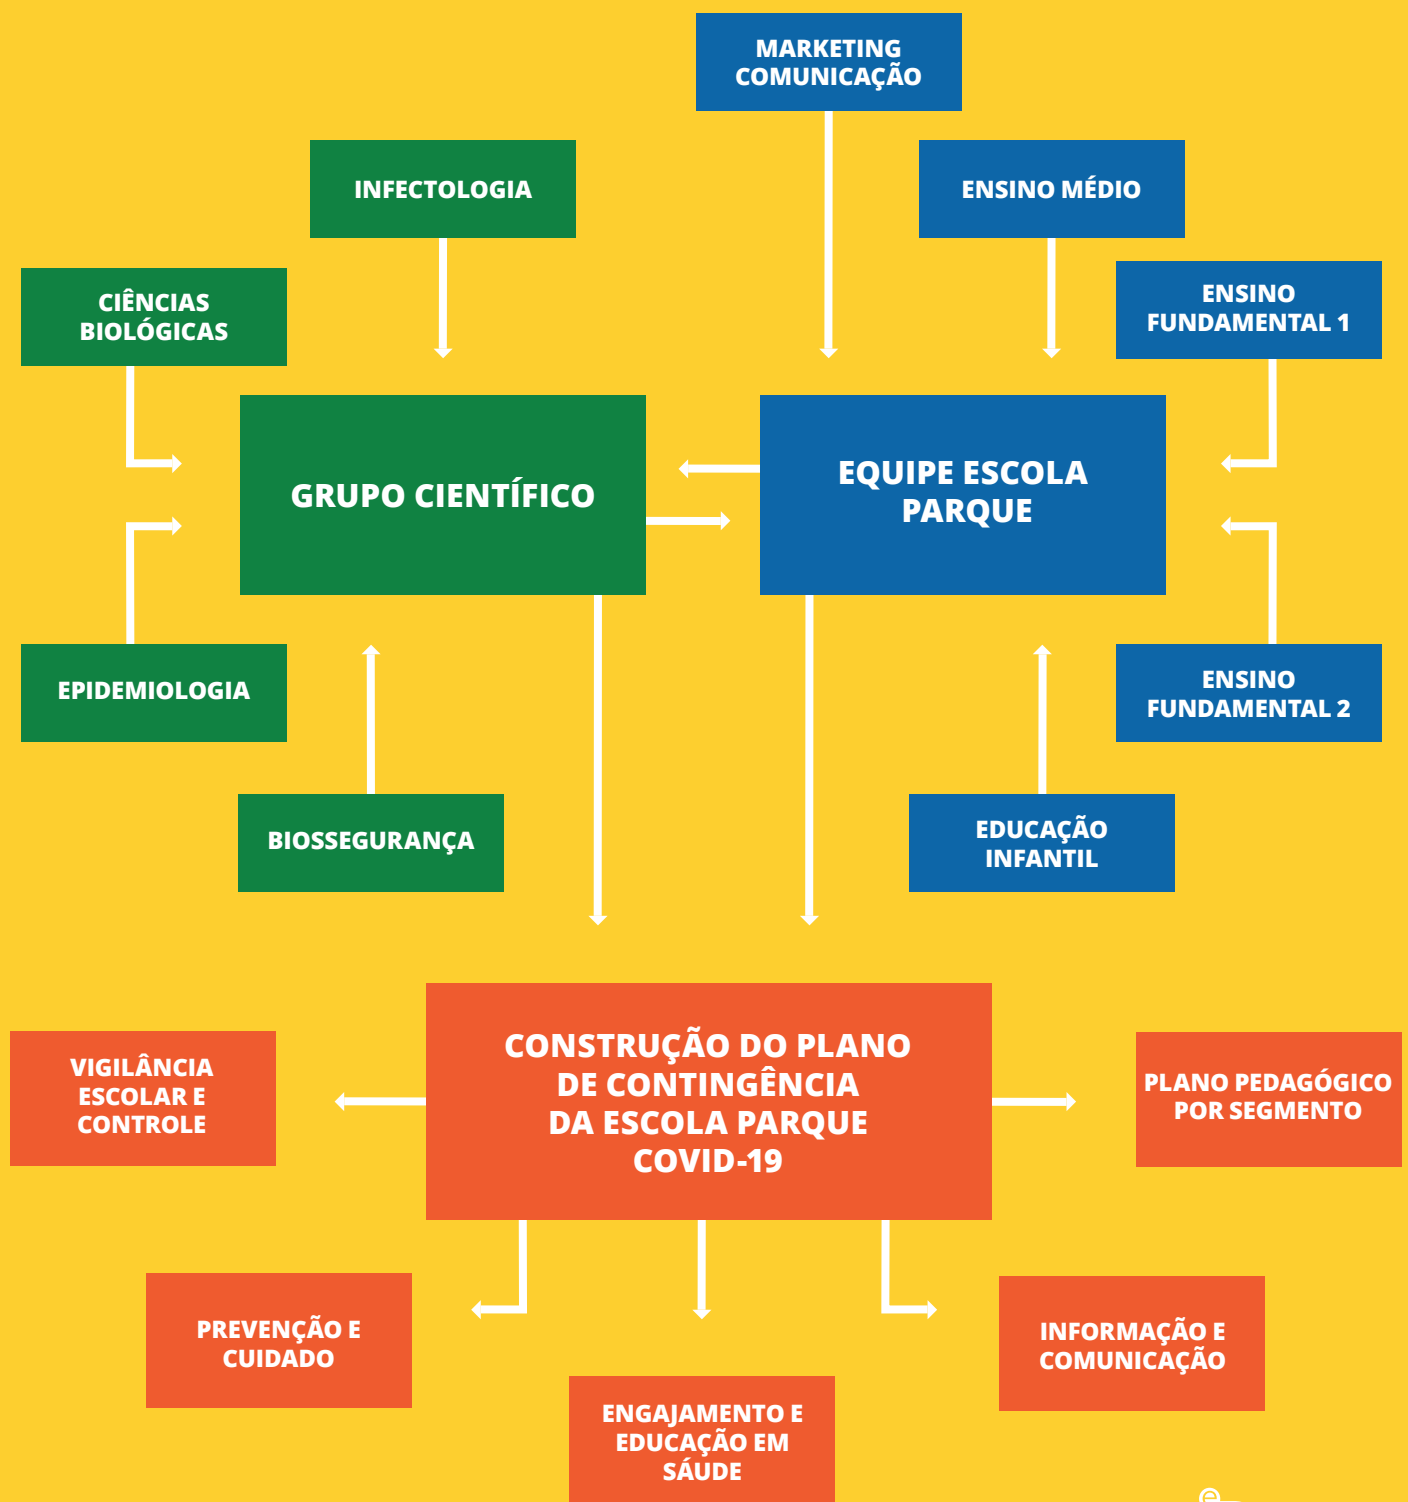 MARKETING
COMUNICAÇÃO
INFECTOLOGIA
ENSINO MÉDIO
CIÊNCIAS
BIOLÓGICAS
ENSINO
FUNDAMENTAL 1
GRUPO CIENTÍFICO
EQUIPE ESCOLA
PARQUE
EPIDEMIOLOGIA
ENSINO
FUNDAMENTAL 2
BIOSSEGURANÇA
EDUCAÇÃO
INFANTIL
CONSTRUÇÃO DO PLANO
DE CONTINGÊNCIA
DA ESCOLA PARQUE
COVID-19
VIGILÂNCIA
ESCOLAR E
CONTROLE
PLANO PEDAGÓGICO
POR SEGMENTO
PREVENÇÃO E
CUIDADO
INFORMAÇÃO E
COMUNICAÇÃO
ENGAJAMENTO E
EDUCAÇÃO EM
SÁUDE